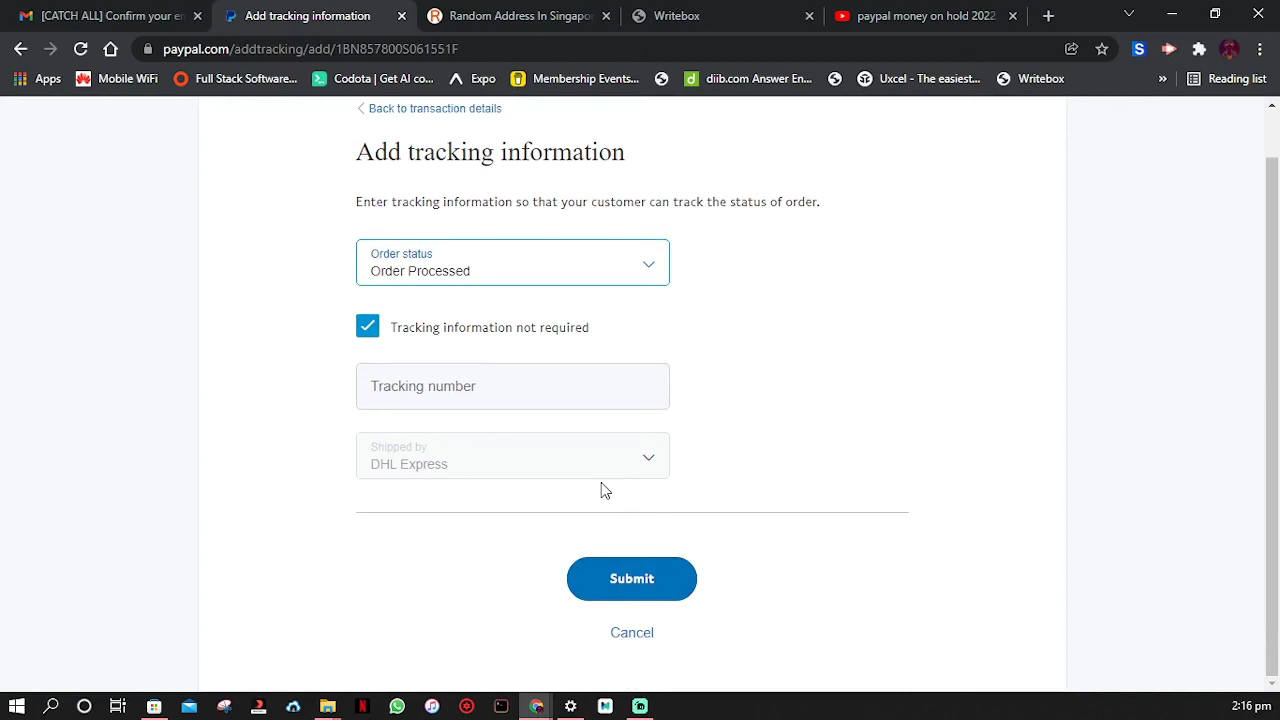 [CATCH ALL] Confirm your em
Add tracking information
Random Address In Singapor
Writebox
paypal money on hold 2022
paypal.com/addtracking/add/1BN857800S061551F
Apps
Mobile WiFi
Full Stack Software...
Codota | Get AI co...
Expo
Membership Events...
diib.com Answer En...
Uxcel - The easiest...
Writebox
»
Reading list
Back to transaction details
Add tracking information
Enter tracking information so that your customer can track the status of order.
Order status
Order Processed
Tracking information not required
Tracking number
Shipped by
DHL Express
Submit
Cancel
2:16 pm